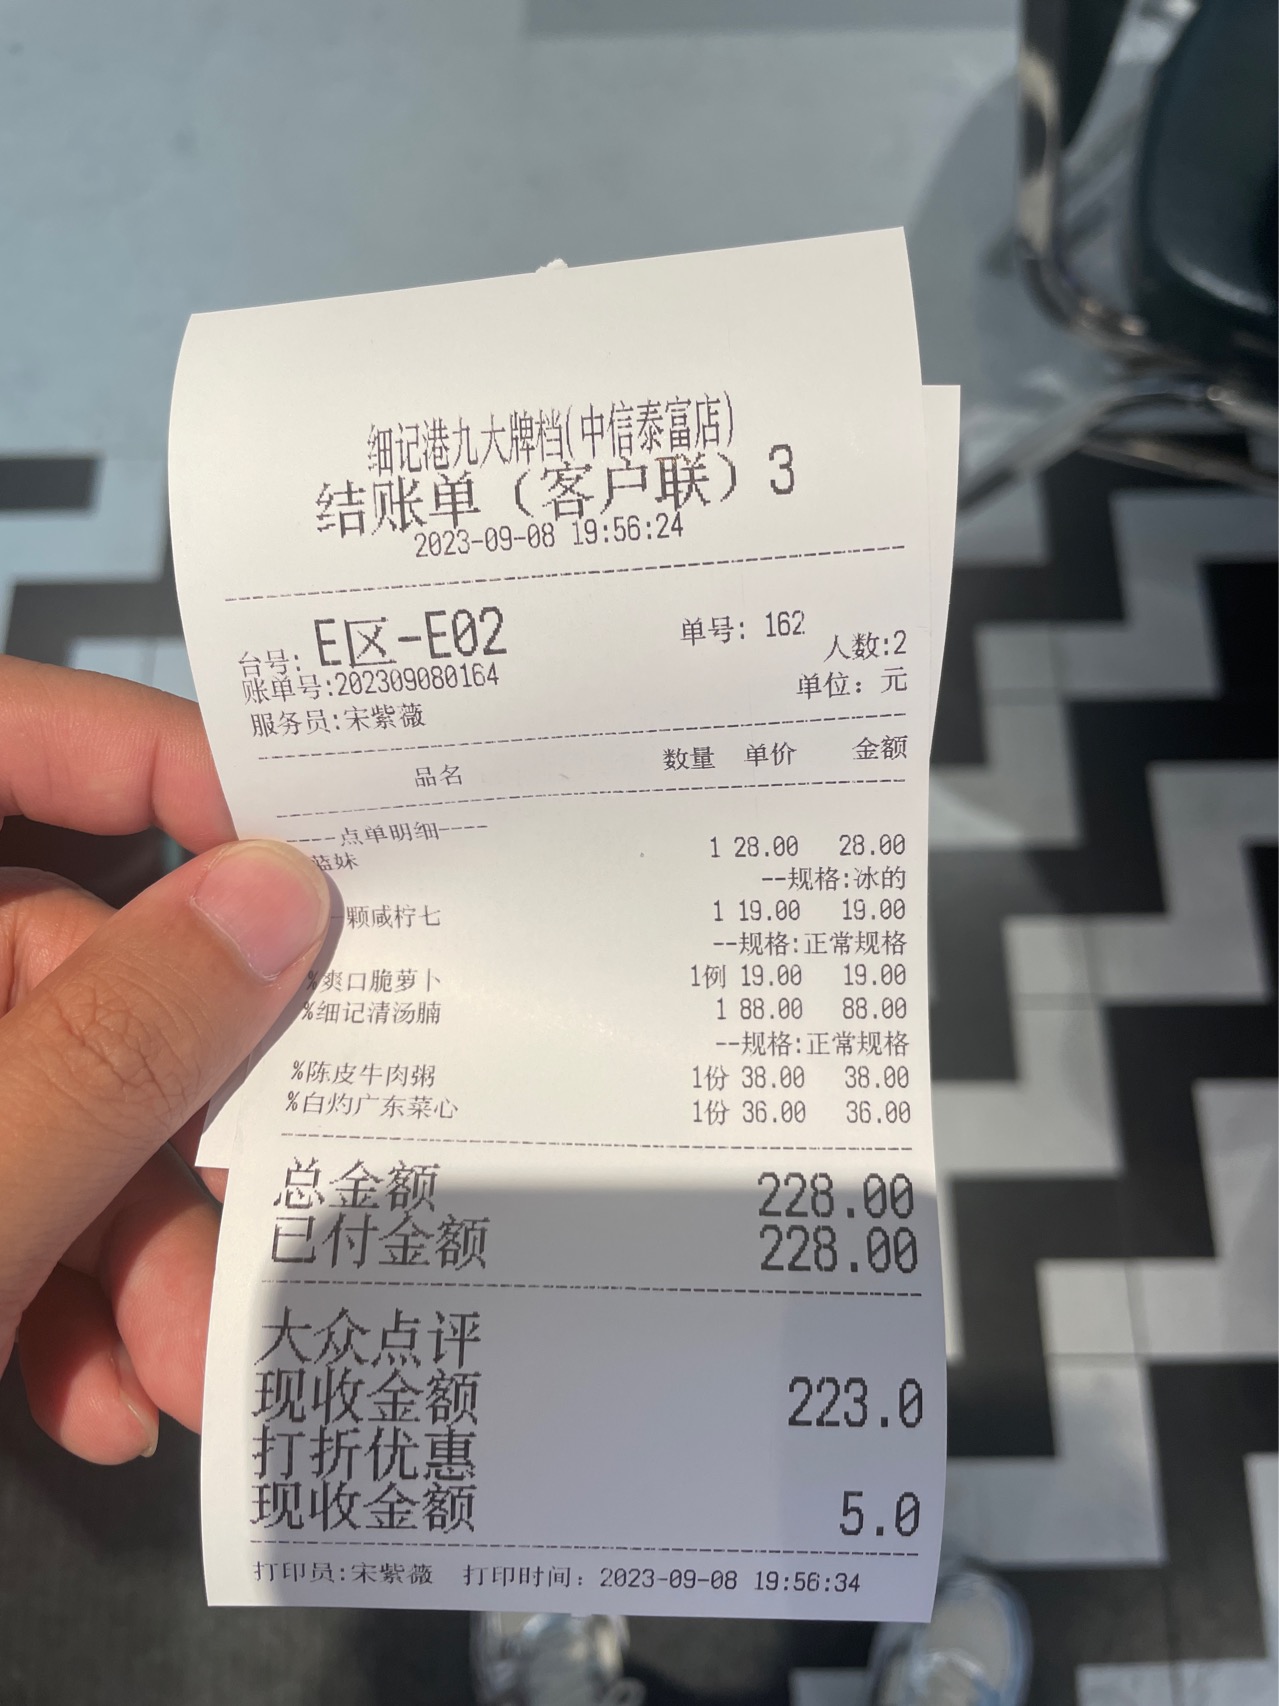 细记港九大牌档(中信泰富店)
结账单（客户联）3
2023-09-08 19:56:24
台号: E区-E02 单号: 162
人数:2
账单号:202309080164 单位: 元
服务员:宋紫薇
品名 数量 单价 金额
----点单明细----
蓝妹 1 28.00 28.00
--规格:冰的
一颗咸柠七 1 19.00 19.00
--规格:正常规格
%爽口脆萝卜 1例 19.00 19.00
%细记清汤腩 1 88.00 88.00
--规格:正常规格
%陈皮牛肉粥 1份 38.00 38.00
%白灼广东菜心 1份 36.00 36.00
总金额 228.00
已付金额 228.00
大众点评
现收金额 223.0
打折优惠
现收金额 5.0
打印员:宋紫薇 打印时间: 2023-09-08 19:56:34